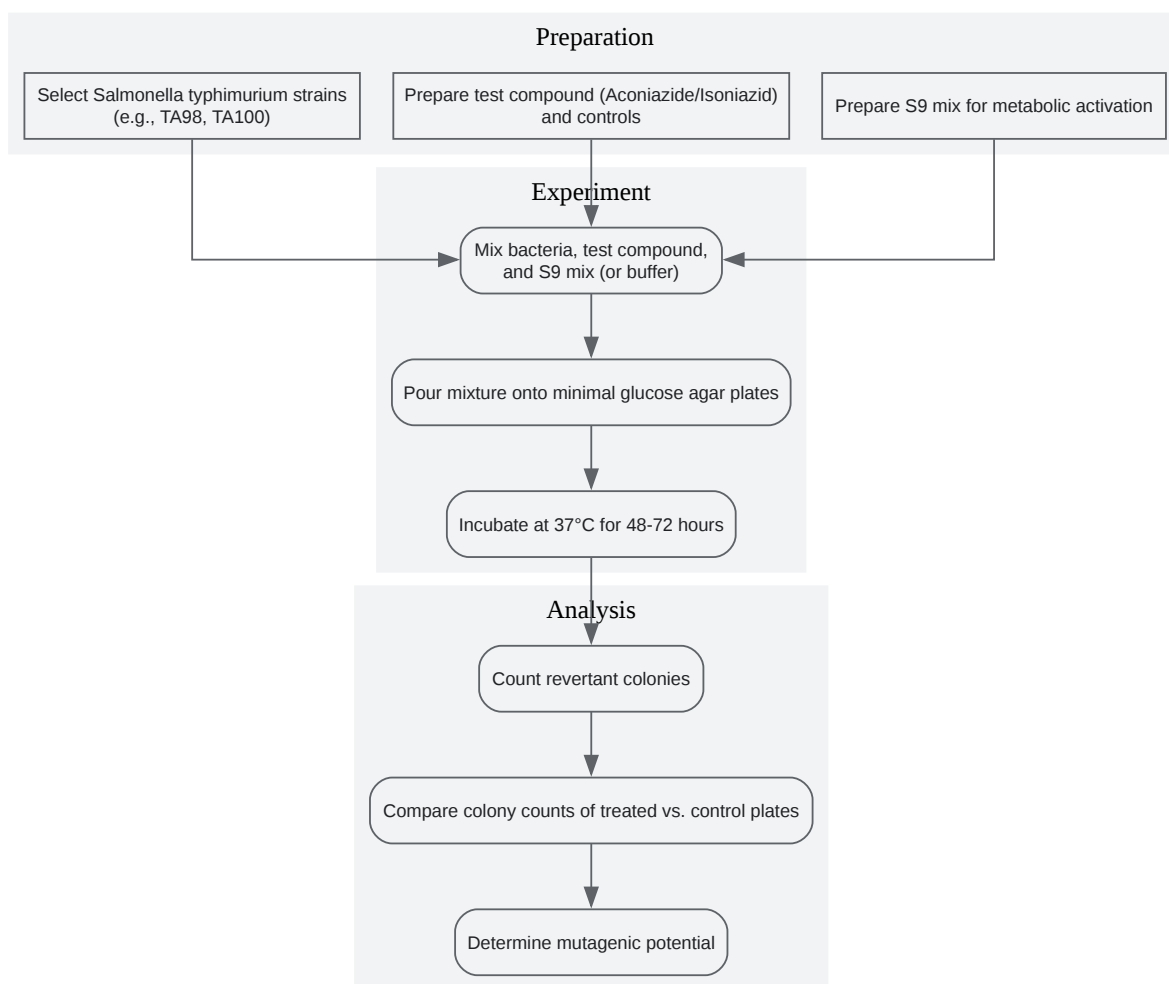 Preparation
Select Salmonella typhimurium strains
(e.g., TA98, TA100)
Prepare test compound (Aconiazide/Isoniazid)
and controls
Prepare S9 mix for metabolic activation
Experiment
Mix bacteria, test compound,
and S9 mix (or buffer)
Pour mixture onto minimal glucose agar plates
Incubate at 37°C for 48-72 hours
Analysis
Count revertant colonies
Compare colony counts of treated vs. control plates
Determine mutagenic potential